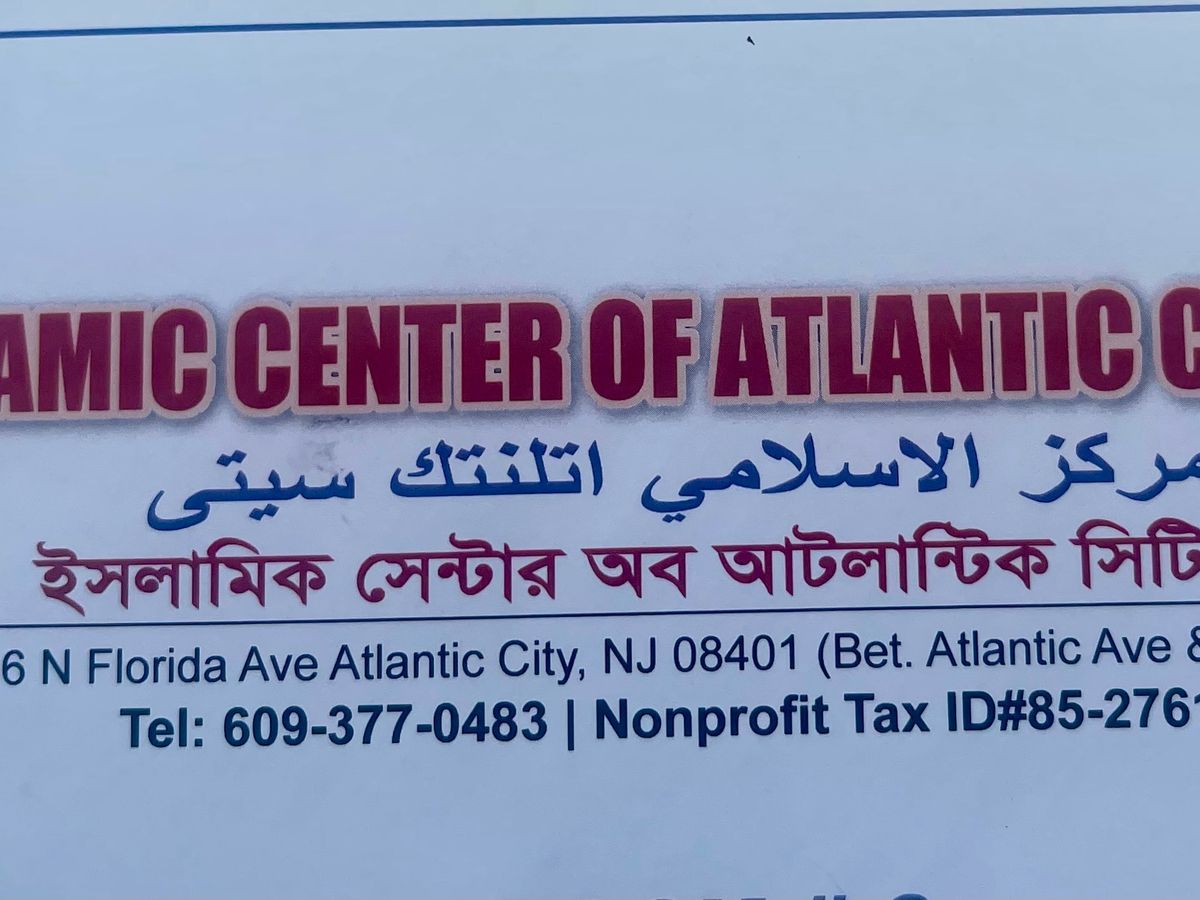 AMIC CENTER OF ATLANTIC C
مركز الاسلامي اتلنتك سيتى
ইসলামিক সেন্টার অব আটলান্টিক সিটি
6 N Florida Ave Atlantic City, NJ 08401 (Bet. Atlantic Ave &
Tel: 609-377-0483 | Nonprofit Tax ID#85-276